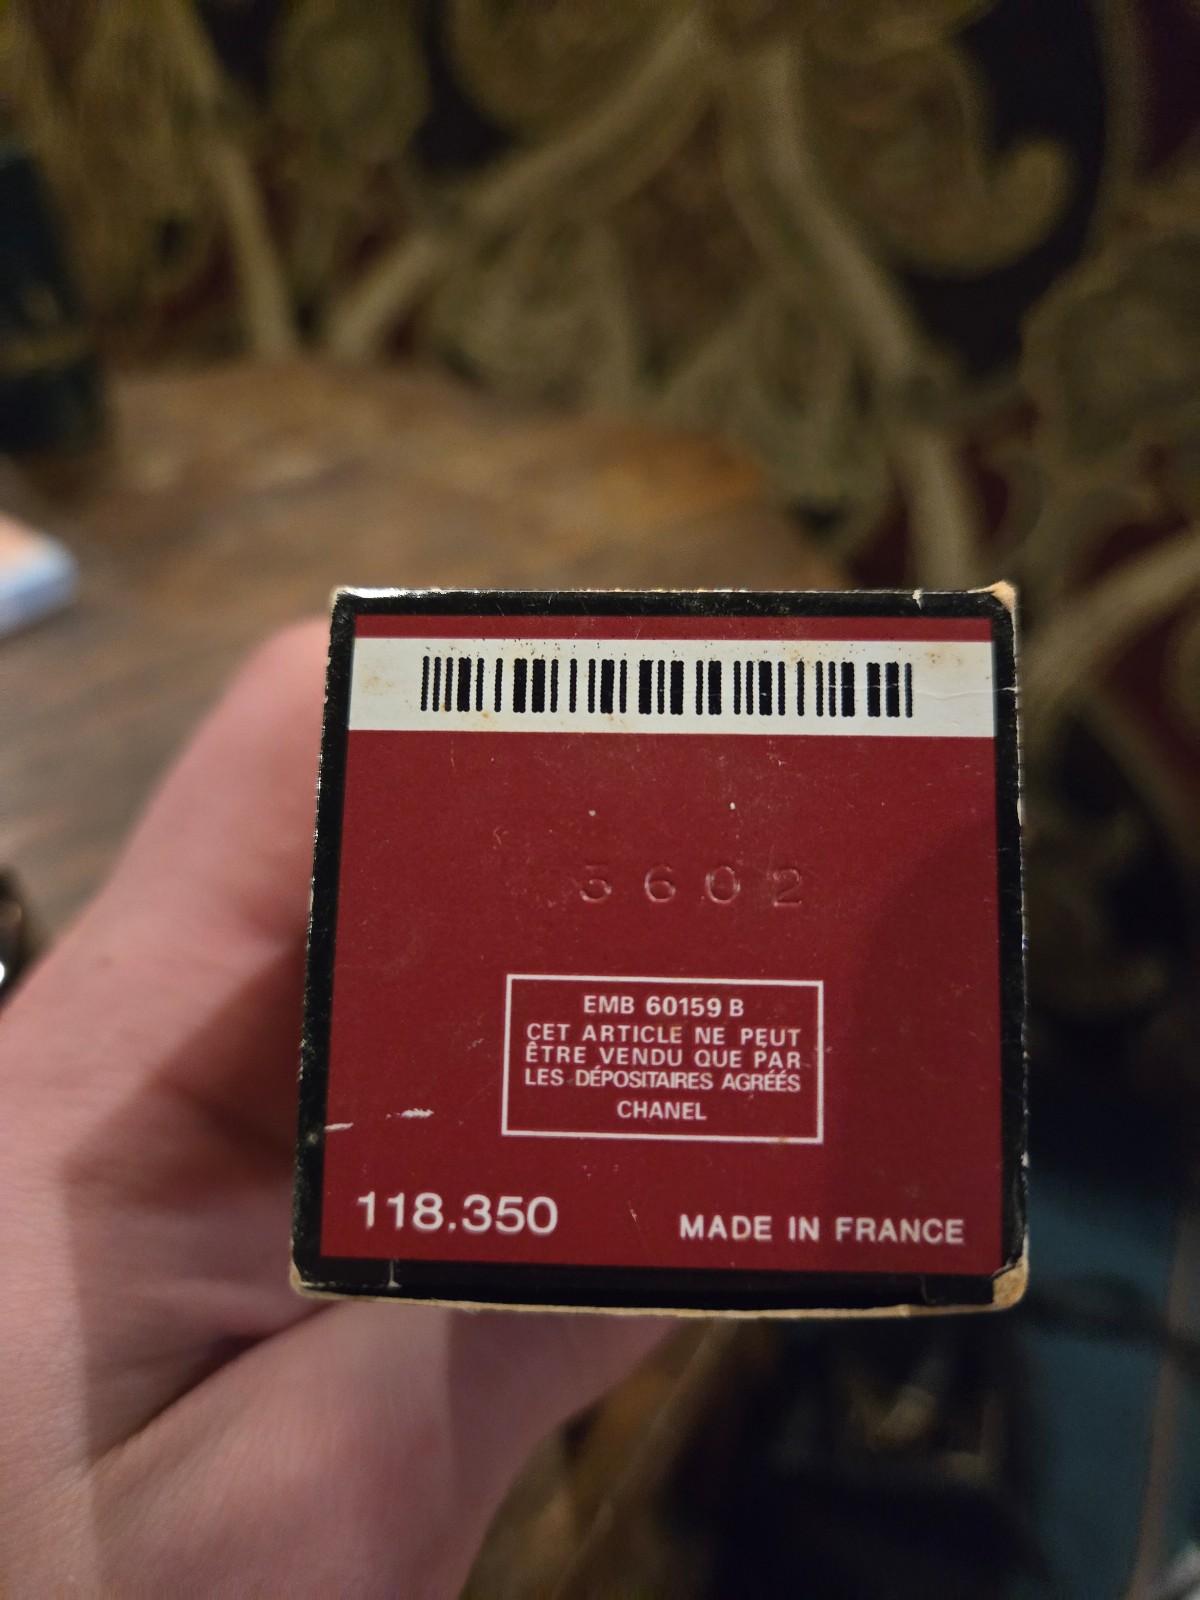 5602
EMB 60159 B
CET ARTICLE NE PEUT
ÊTRE VENDU QUE PAR
LES DÉPOSITAIRES AGRÉÉS
CHANEL
118.350
MADE IN FRANCE